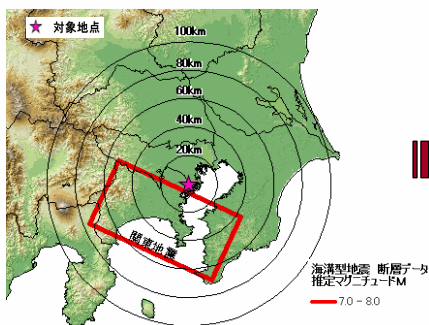 ★ 対象地点
100km
80km
60km
40km
20km
関東地震
海溝型地震 断層データ
推定マグニチュードM
7.0 - 8.0